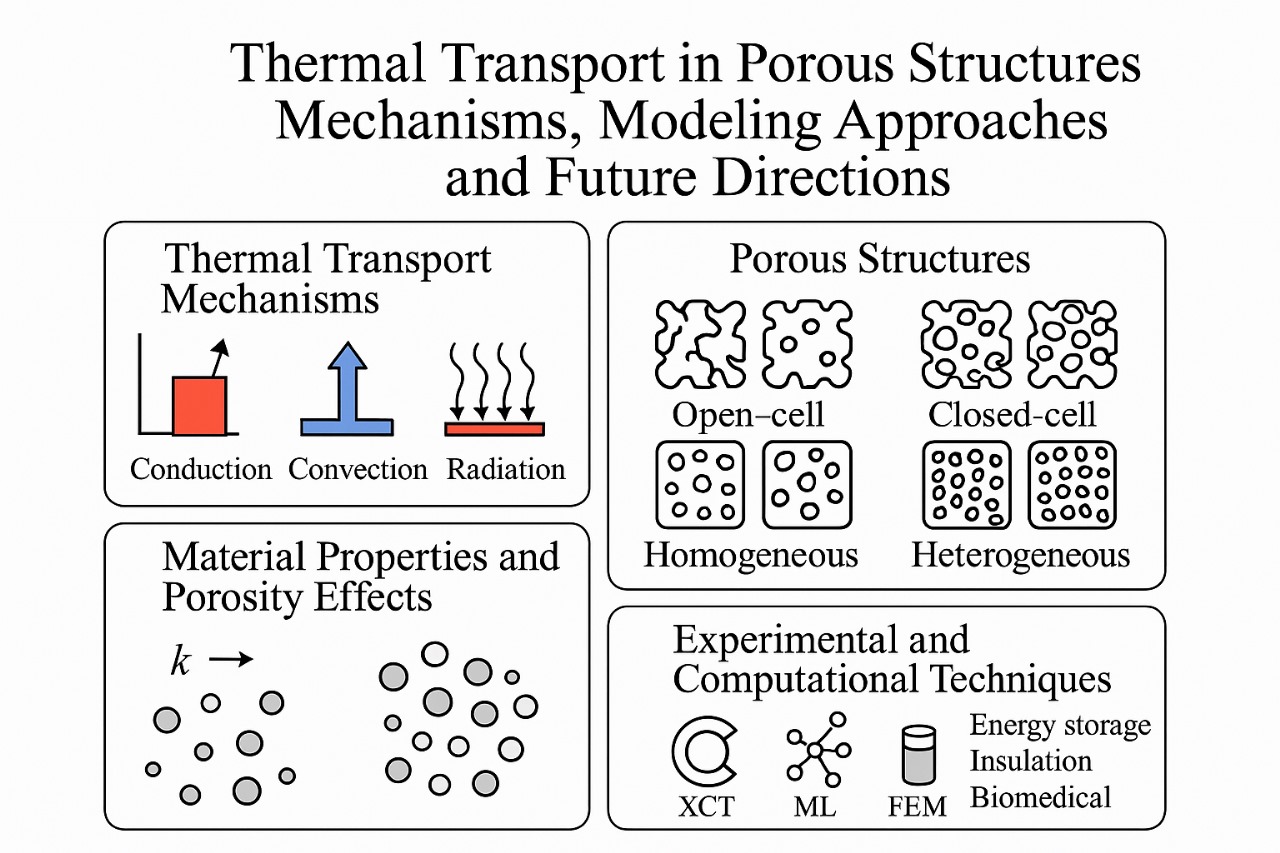 Thermal Transport in Porous Structures
Mechanisms, Modeling Approaches
and Future Directions
Thermal Transport
Mechanisms
Conduction
Convection
Radiation
Porous Structures
Open–cell
Closed-cell
Homogeneous
Heterogeneous
Material Properties and
Porosity Effects
k →
Experimental and
Computational Techniques
XCT
ML
FEM
Energy storage
Insulation
Biomedical